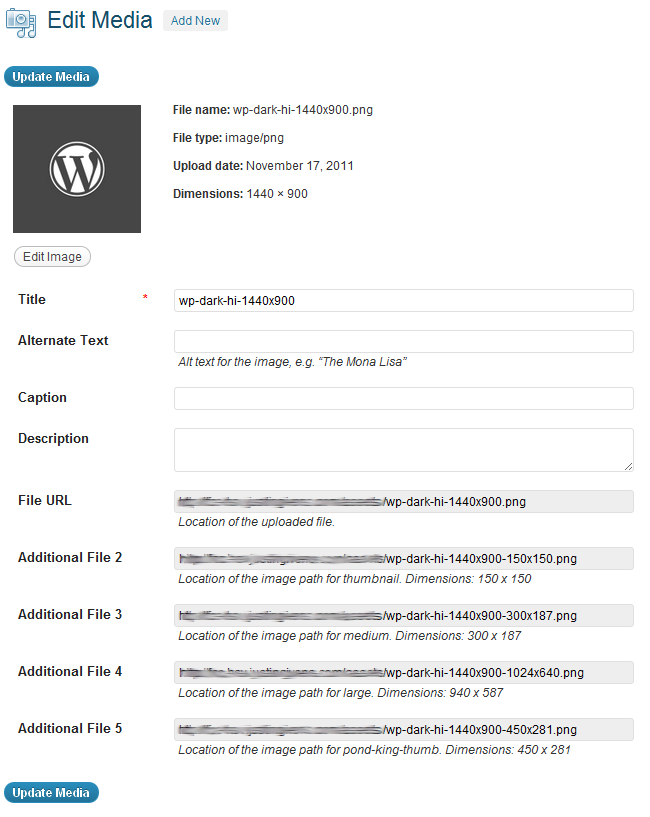 Edit Media Add New
Update Media
File name: wp-dark-hi-1440x900.png
File type: image/png
Upload date: November 17, 2011
Dimensions: 1440 × 900
Edit Image
Title * wp-dark-hi-1440x900
Alternate Text
Alt text for the image, e.g. “The Mona Lisa”
Caption
Description
File URL /wp-dark-hi-1440x900.png
Location of the uploaded file.
Additional File 2 /wp-dark-hi-1440x900-150x150.png
Location of the image path for thumbnail. Dimensions: 150 x 150
Additional File 3 /wp-dark-hi-1440x900-300x187.png
Location of the image path for medium. Dimensions: 300 x 187
Additional File 4 /wp-dark-hi-1440x900-1024x640.png
Location of the image path for large. Dimensions: 940 x 587
Additional File 5 /wp-dark-hi-1440x900-450x281.png
Location of the image path for pond-king-thumb. Dimensions: 450 x 281
Update Media